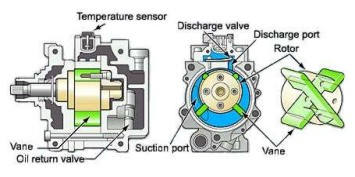 Temperature sensor
Discharge valve
Discharge port
Rotor
Vane
Oil return valve
Suction port
Vane